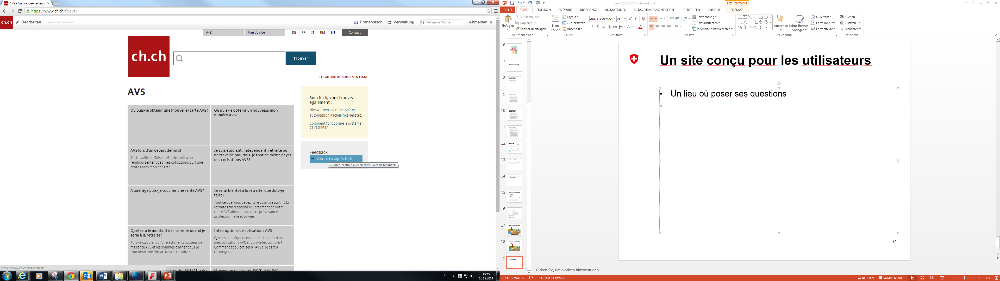 AVS - Assurance-vieillesse
https://www.ch.ch/fr/avs/
ch.ch
Bearbeiten
Powered by concrete5.
Französisch
Verwaltung
Intelligente Suche
Abmelden
A-Z
Plan du site
DE FR IT RM EN
Contact
ch.ch
Trouver
LES AUTORITÉS SUISSES EN LIGNE
AVS
Où puis-je obtenir une (nouvelle) carte AVS?
Où puis-je obtenir un nouveau/mon
numéro AVS?
AVS lors d'un départ définitif
J'ai travaillé en Suisse. Ai-je le droit à un
remboursement des mes cotisations ou à une
rente après mon départ?
Je suis étudiant, indépendant, retraité ou
ne travaille pas, dois-je tout de même payer
des cotisations AVS?
A quel âge puis-je toucher une rente AVS?
Je serai bientôt à la retraite, que dois-je
faire?
Tout ce que vous devez faire avant de partir à la
retraite afin d'obtenir le versement de votre
rente AVS ainsi que de votre prévoyance
professionnelle et privée.
Quel sera le montant de ma rente quand je
serai à la retraite?
Puis-je calculer ou faire estimer la hauteur de
ma rente AVS et les sommes d'argent que je
toucherai une fois arrivé à la retraite?
Interruptions de cotisations AVS
Quelles conséquences ont des lacunes dans
mes cotisations AVS et puis-je les combler?
Comment et où cotiser à l'AVS si je pars à
l'étranger?
Sur ch.ch, vous trouvez
également :
Hier werden eventuell später
automatisch Kachellinks gelistet.
Comment fonctionne le système
de retraite?
Feedback
Votre message à ch.ch
Cliquez ici afin d'aller au formulaire de feedback.
https://www.ch.ch/fr/feedback
DE
15:55
16.12.2014
oecd_18.12.2014 - PowerPoint
ZEICHENTOOLS
DATEI START EINFÜGEN ENTWURF ÜBERGÄNGE ANIMATIONEN BILDSCHIRMPRÄSENTATION ÜBERPRÜFEN ANSICHT FORMAT
Einfügen
Ausschneiden
Kopieren
Format übertragen
Zwischenablage
Neue
Folie
Layout
Zurücksetzen
Abschnitt
Folien
Arial (Textkörper)
21
F K U S abc AV Aa A
Schriftart
Textrichtung
Text ausrichten
In SmartArt konvertieren
Absatz
Anordnen
Schnellformat-
vorlagen
Fülleffekt
Formkontur
Formeffekte
Zeichnung
Suchen
Ersetzen
Markieren
Bearbeiten
6
7
8
9
10
11
12
13
14
15
16
17
18
19
Un site conçu pour les utilisateurs
• Un lieu où poser ses questions
19
Klicken Sie, um Notizen hinzuzufügen
FOLIE 19 VON 19
DEUTSCH (SCHWEIZ)
NOTIZEN
KOMMENTARE
117%